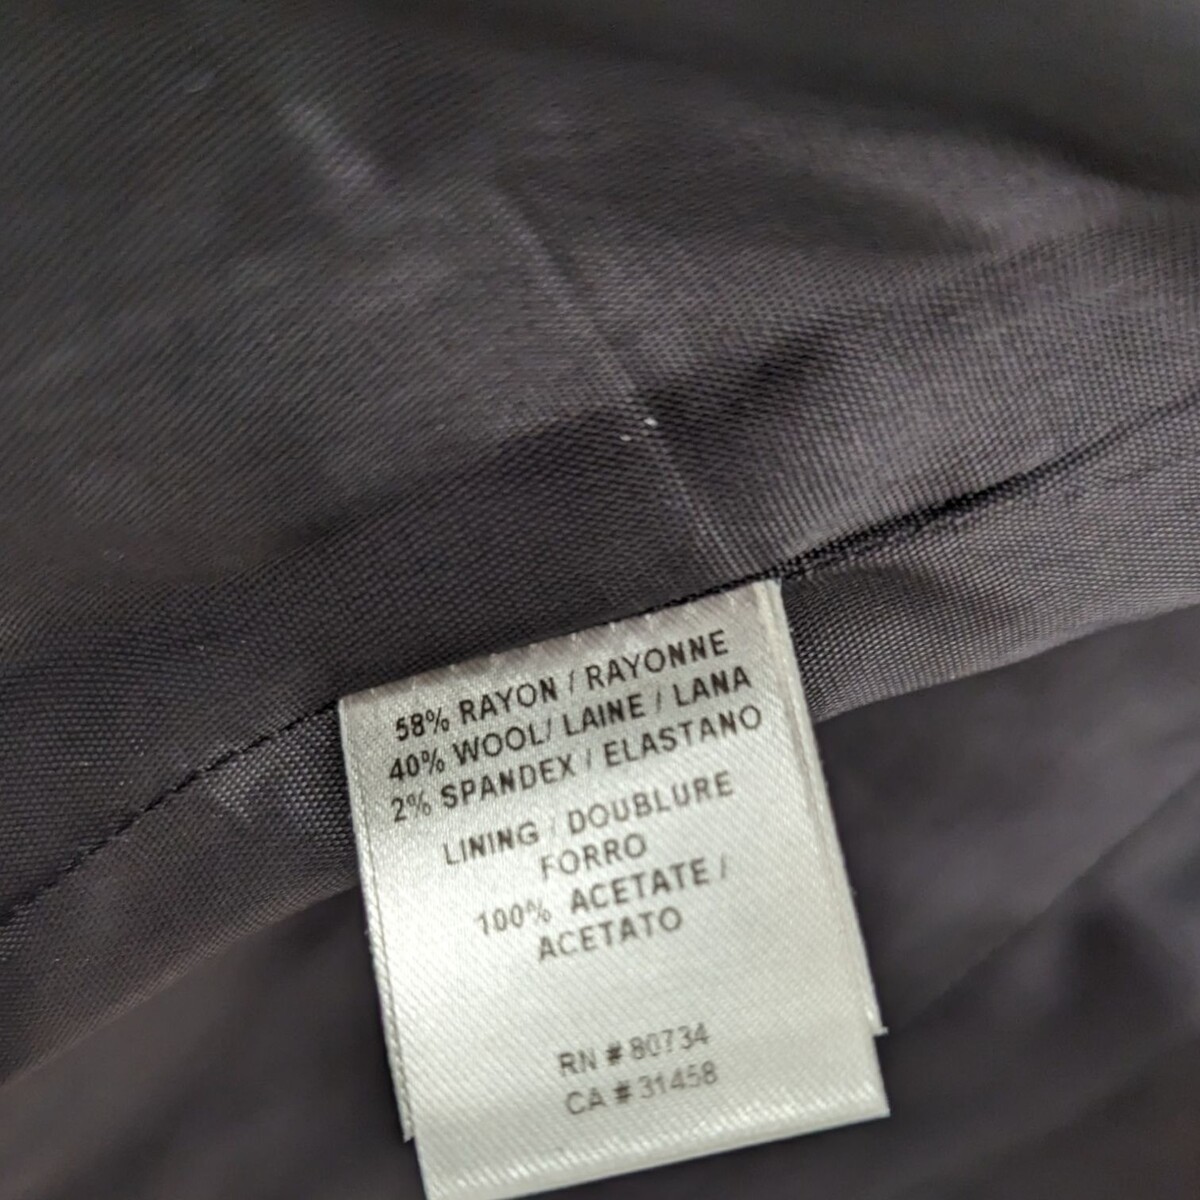 58% RAYON / RAYONNE
40% WOOL/ LAINE / LANA
2% SPANDEX / ELASTANO
LINING / DOUBLURE
FORRO
100% ACETATE /
ACETATO
RN # 80734
CA # 31458